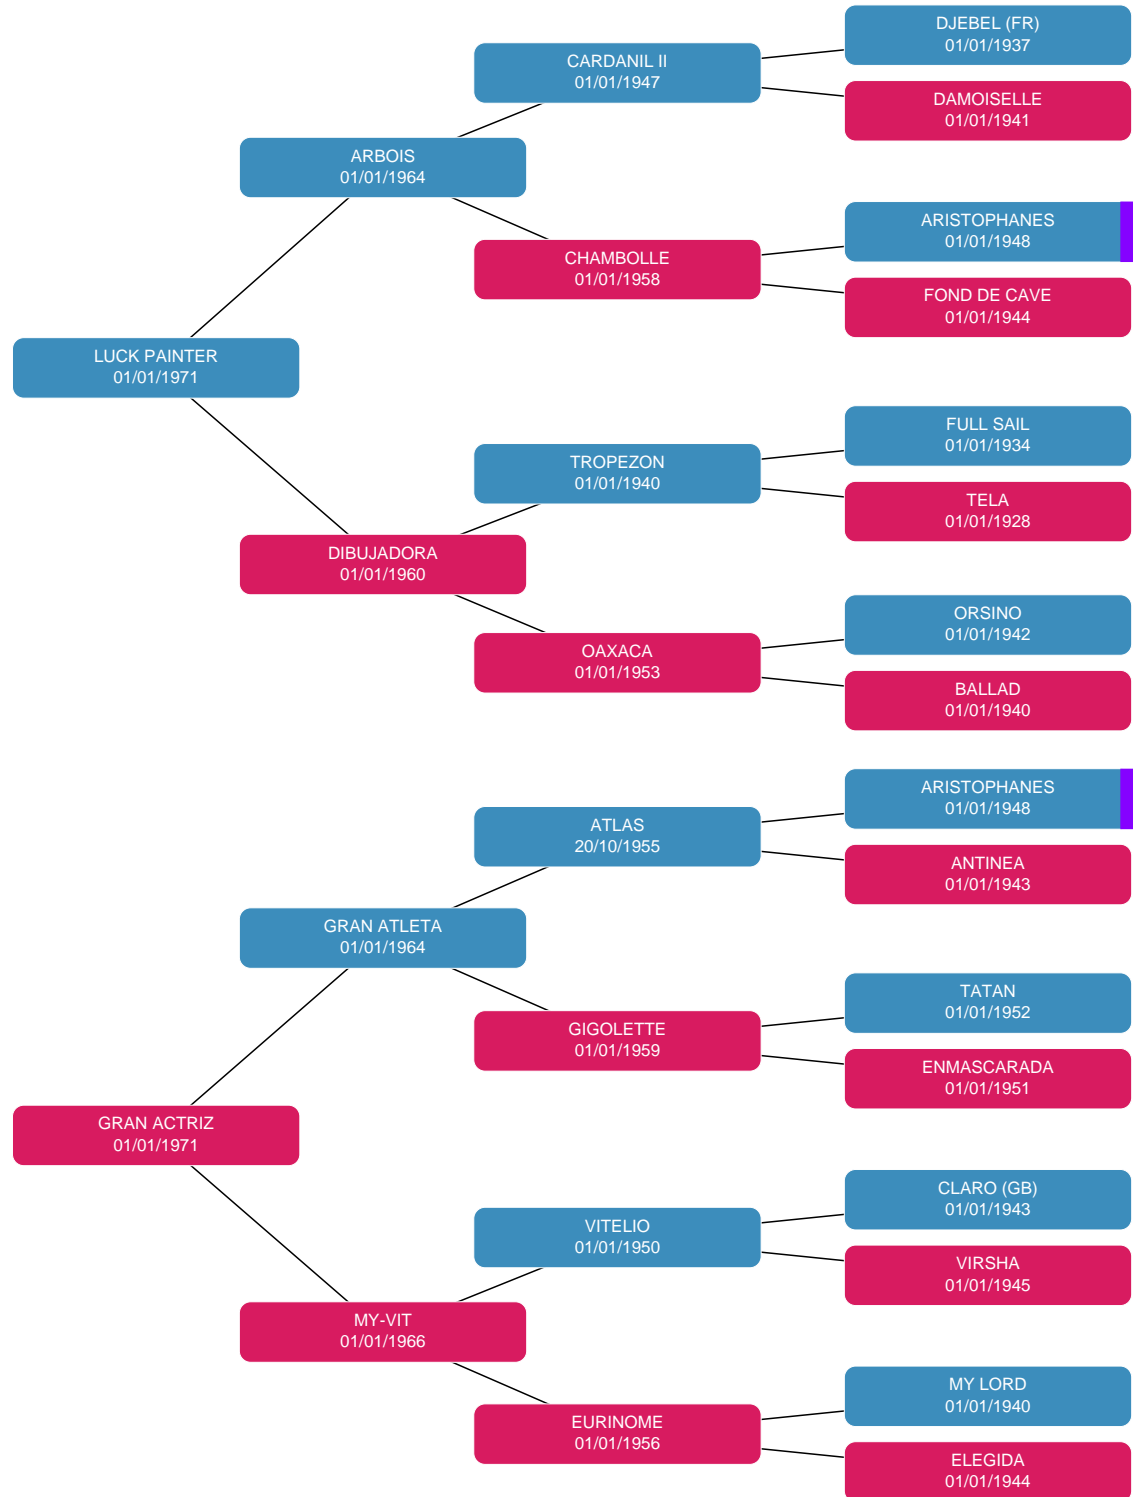 DJEBEL (FR)
01/01/1937
CARDANIL II
01/01/1947
DAMOISELLE
01/01/1941
ARBOIS
01/01/1964
ARISTOPHANES
01/01/1948
CHAMBOLLE
01/01/1958
FOND DE CAVE
01/01/1944
LUCK PAINTER
01/01/1971
FULL SAIL
01/01/1934
TROPEZON
01/01/1940
TELA
01/01/1928
DIBUJADORA
01/01/1960
ORSINO
01/01/1942
OAXACA
01/01/1953
BALLAD
01/01/1940
ARISTOPHANES
01/01/1948
ATLAS
20/10/1955
ANTINEA
01/01/1943
GRAN ATLETA
01/01/1964
TATAN
01/01/1952
GIGOLETTE
01/01/1959
ENMASCARADA
01/01/1951
GRAN ACTRIZ
01/01/1971
CLARO (GB)
01/01/1943
VITELIO
01/01/1950
VIRSHA
01/01/1945
MY-VIT
01/01/1966
MY LORD
01/01/1940
EURINOME
01/01/1956
ELEGIDA
01/01/1944